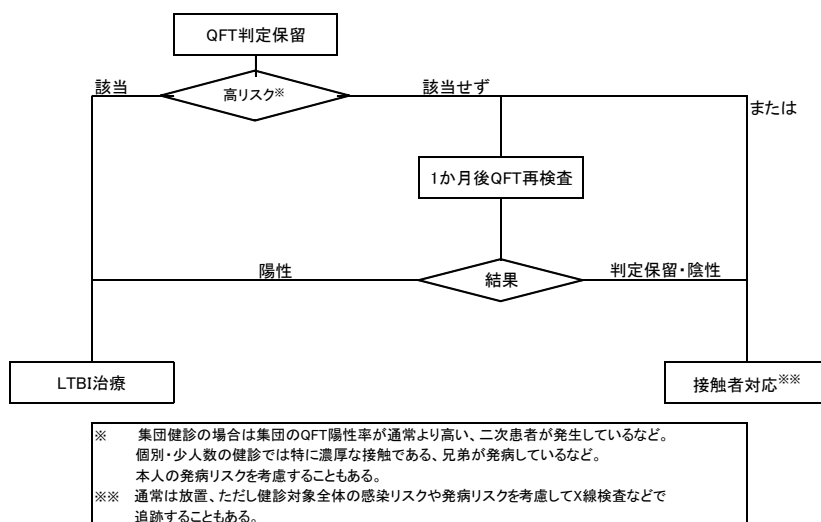 QFT判定保留
該当
高リスク※
該当せず
または
1か月後QFT再検査
陽性
結果
判定保留・陰性
LTBI治療
接触者対応※※
※ 集団健診の場合は集団のQFT陽性率が通常より高い、二次患者が発生しているなど。
個別・少人数の健診では特に濃厚な接触である、兄弟が発病しているなど。
本人の発病リスクを考慮することもある。
※※ 通常は放置、ただし健診対象全体の感染リスクや発病リスクを考慮してX線検査などで
追跡することもある。